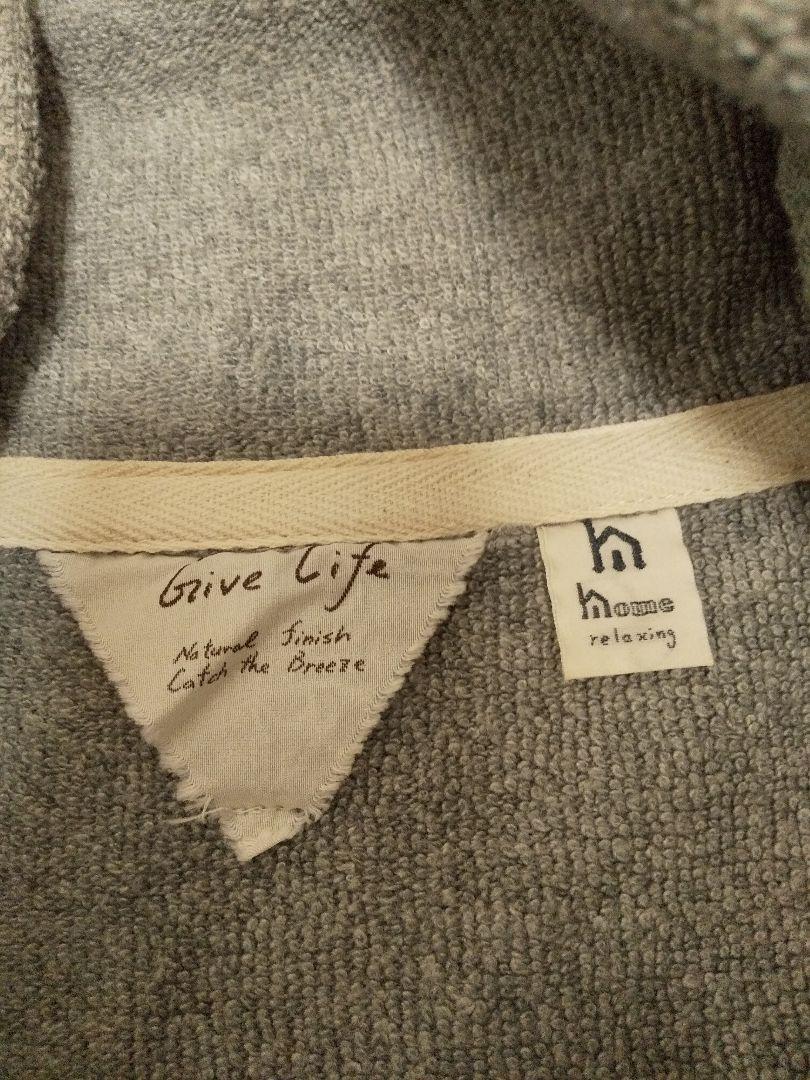 Give Life
Natural finish
Catch the Breeze
h
home
relaxing